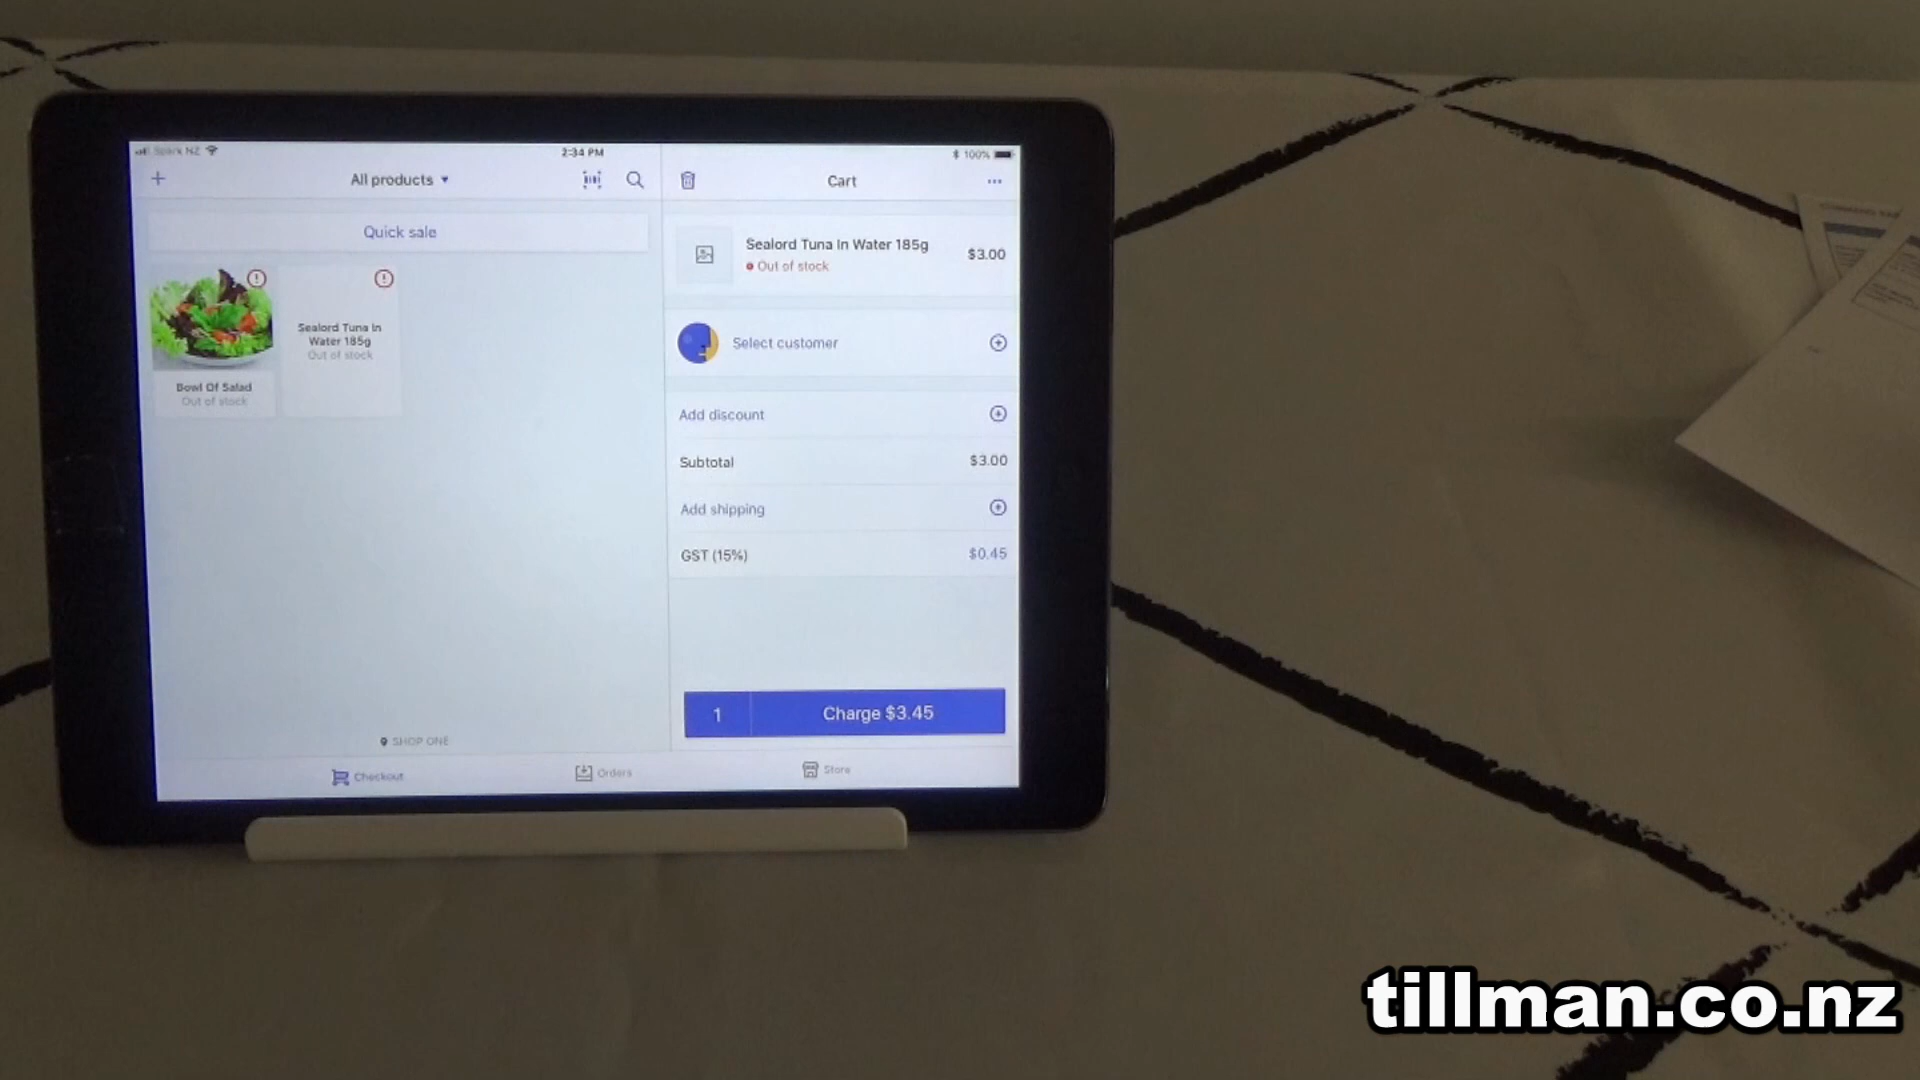 Spark NZ
2:34 PM
100%
All products
Cart
Quick sale
Sealord Tuna In Water 185g
$3.00
Out of stock
Sealord Tuna In
Water 185g
Out of stock
Bowl Of Salad
Out of stock
Select customer
Add discount
Subtotal
$3.00
Add shipping
GST (15%)
$0.45
1
Charge $3.45
SHOP ONE
Checkout
Orders
Store
tillman.co.nz